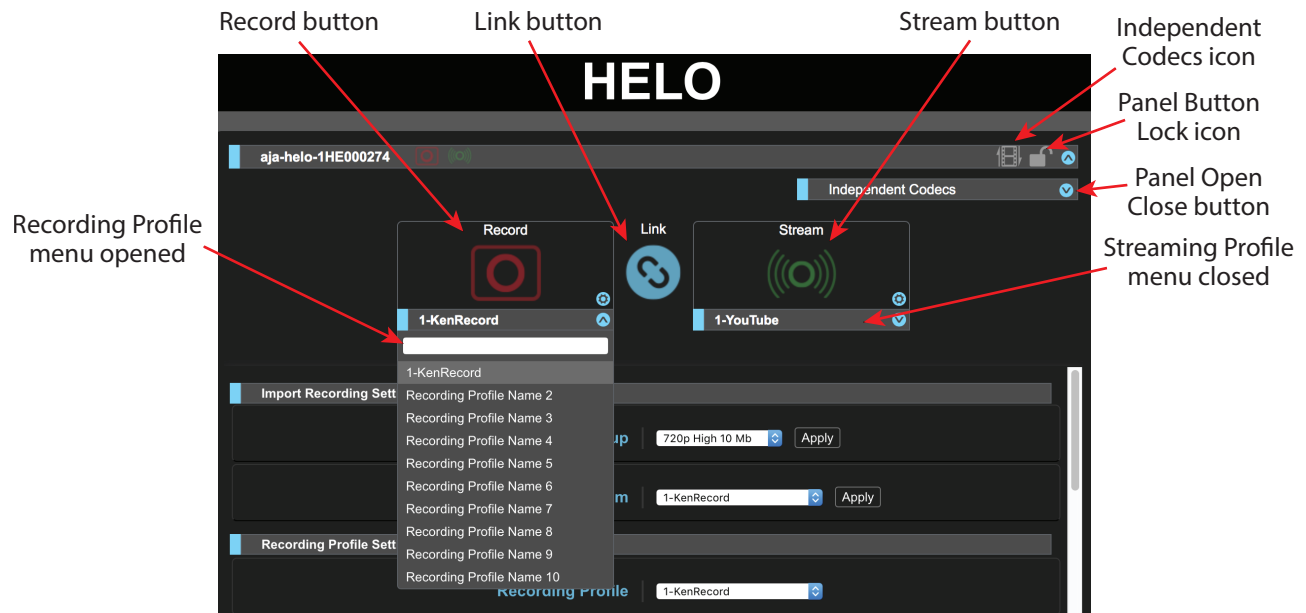 Record button
Link button
Stream button
Independent
Codecs icon
Panel Button
Lock icon
Panel Open
Close button
Streaming Profile
menu closed
Recording Profile
menu opened
HELO
aja-helo-1HE000274
Independent Codecs
Record
Link
Stream
1-KenRecord
1-YouTube
1-KenRecord
Recording Profile Name 2
Recording Profile Name 3
Recording Profile Name 4
Recording Profile Name 5
Recording Profile Name 6
Recording Profile Name 7
Recording Profile Name 8
Recording Profile Name 9
Recording Profile Name 10
Import Recording Sett
up
720p High 10 Mb
Apply
m
1-KenRecord
Apply
Recording Profile Sett
Recording Profile
1-KenRecord